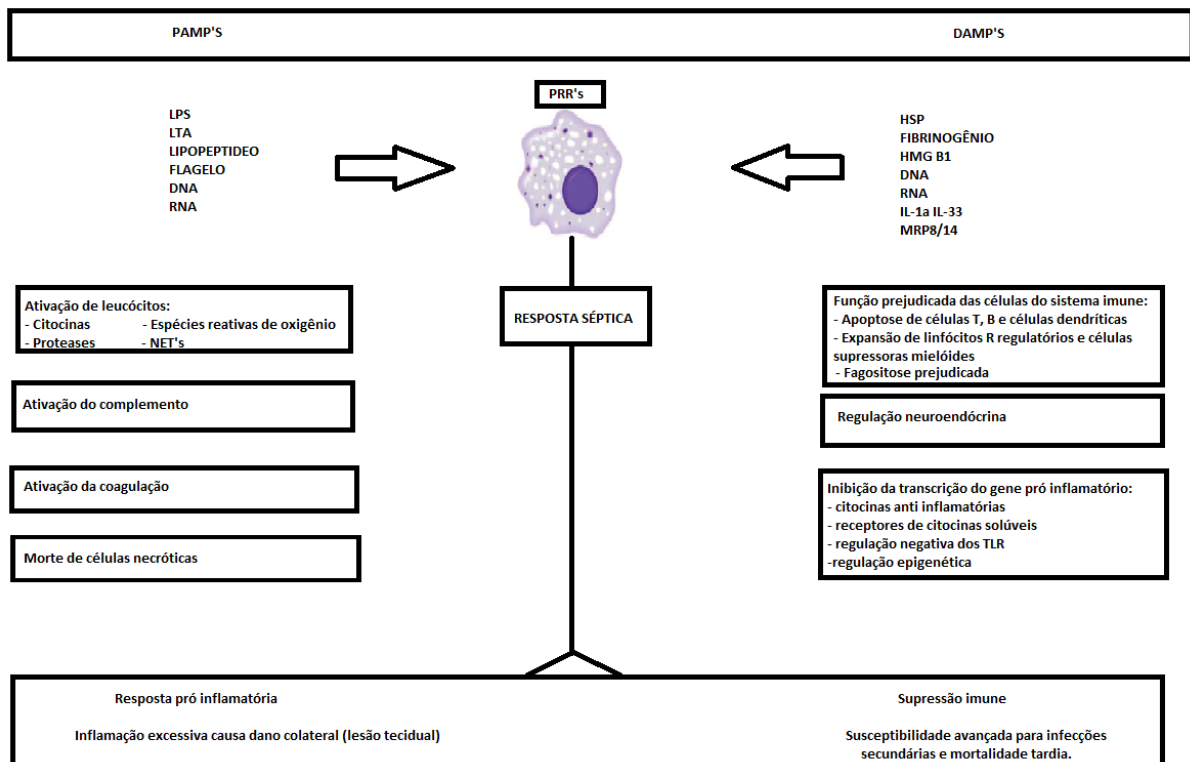 PAMP'S
DAMP'S
PRR's
LPS
LTA
LIPOPEPTIDEO
FLAGELO
DNA
RNA
HSP
FIBRINOGÊNIO
HMG B1
DNA
RNA
IL-1a IL-33
MRP8/14
RESPOSTA SÉPTICA
Ativação de leucócitos:
- Citocinas - Espécies reativas de oxigênio
- Proteases - NET's
Ativação do complemento
Ativação da coagulação
Morte de células necróticas
Função prejudicada das células do sistema imune:
- Apoptose de células T, B e células dendríticas
- Expansão de linfócitos R regulatórios e células
supressoras mielóides
- Fagositose prejudicada
Regulação neuroendócrina
Inibição da transcrição do gene pró inflamatório:
- citocinas anti inflamatórias
- receptores de citocinas solúveis
- regulação negativa dos TLR
-regulação epigenética
Resposta pró inflamatória
Inflamação excessiva causa dano colateral (lesão tecidual)
Supressão imune
Susceptibilidade avançada para infecções
secundárias e mortalidade tardia.